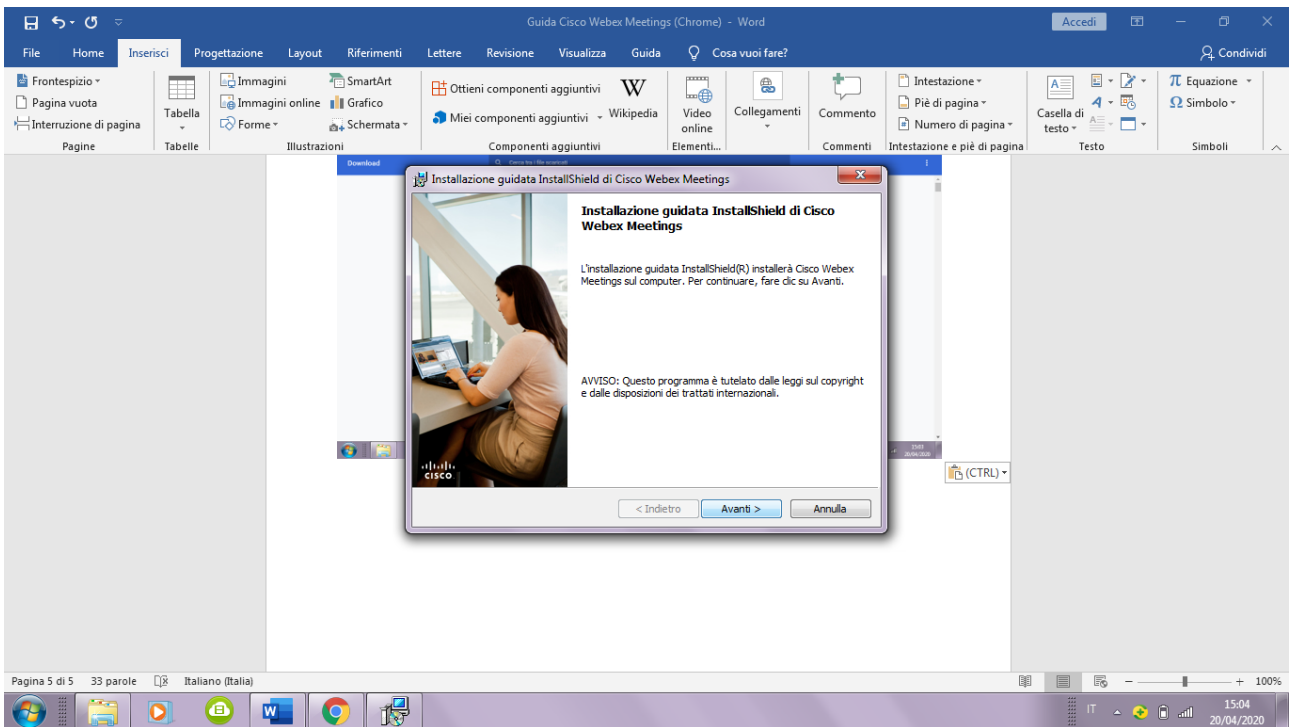 Guida Cisco Webex Meetings (Chrome) - Word
Accedi
File Home Inserisci Progettazione Layout Riferimenti Lettere Revisione Visualizza Guida Cosa vuoi fare? Condividi
Frontespizio
Pagina vuota
Interruzione di pagina
Pagine
Tabella
Tabelle
Immagini
Immagini online
Forme
SmartArt
Grafico
Schermata
Illustrazioni
Ottieni componenti aggiuntivi
Miei componenti aggiuntivi
W
Wikipedia
Componenti aggiuntivi
Video
online
Elementi...
Collegamenti
Commento
Commenti
Intestazione
Piè di pagina
Numero di pagina
Intestazione e piè di pagina
Casella di
testo
Testo
π Equazione
Ω Simbolo
Simboli
Download
Installazione guidata InstallShield di Cisco Webex Meetings
Installazione guidata InstallShield di Cisco
Webex Meetings
L'installazione guidata InstallShield(R) installerà Cisco Webex
Meetings sul computer. Per continuare, fare clic su Avanti.
AVVISO: Questo programma è tutelato dalle leggi sul copyright
e dalle disposizioni dei trattati internazionali.
CISCO
< Indietro
Avanti >
Annulla
15:03
20/04/2020
(CTRL)
Pagina 5 di 5 33 parole Italiano (Italia)
100%
IT
15:04
20/04/2020